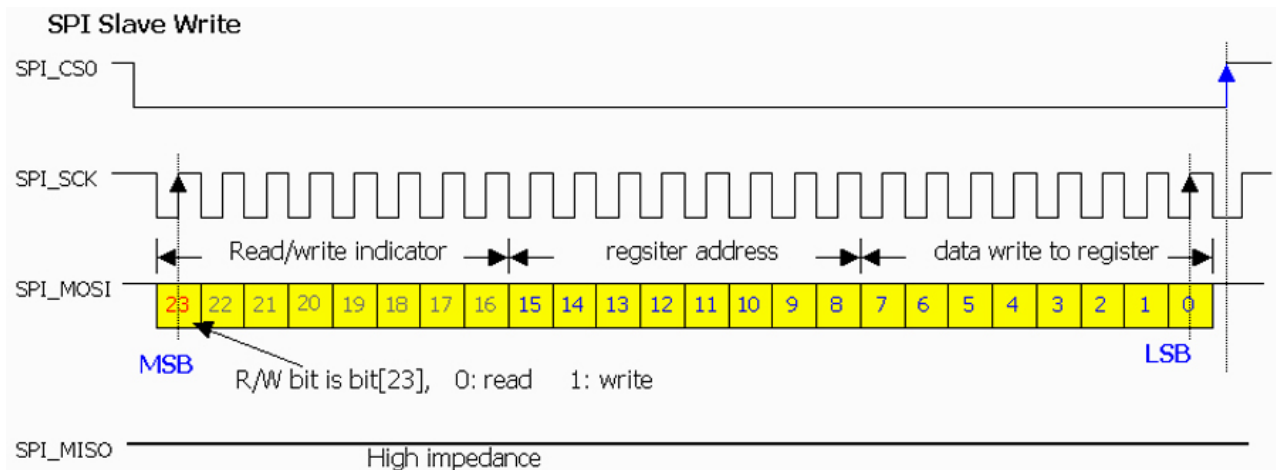 SPI Slave Write
SPI_CS0
SPI_SCK
Read/write indicator regsiter address data write to register
SPI_MOSI 23 22 21 20 19 18 17 16 15 14 13 12 11 10 9 8 7 6 5 4 3 2 1 0
MSB LSB
R/W bit is bit[23], 0: read 1: write
SPI_MISO
High impedance